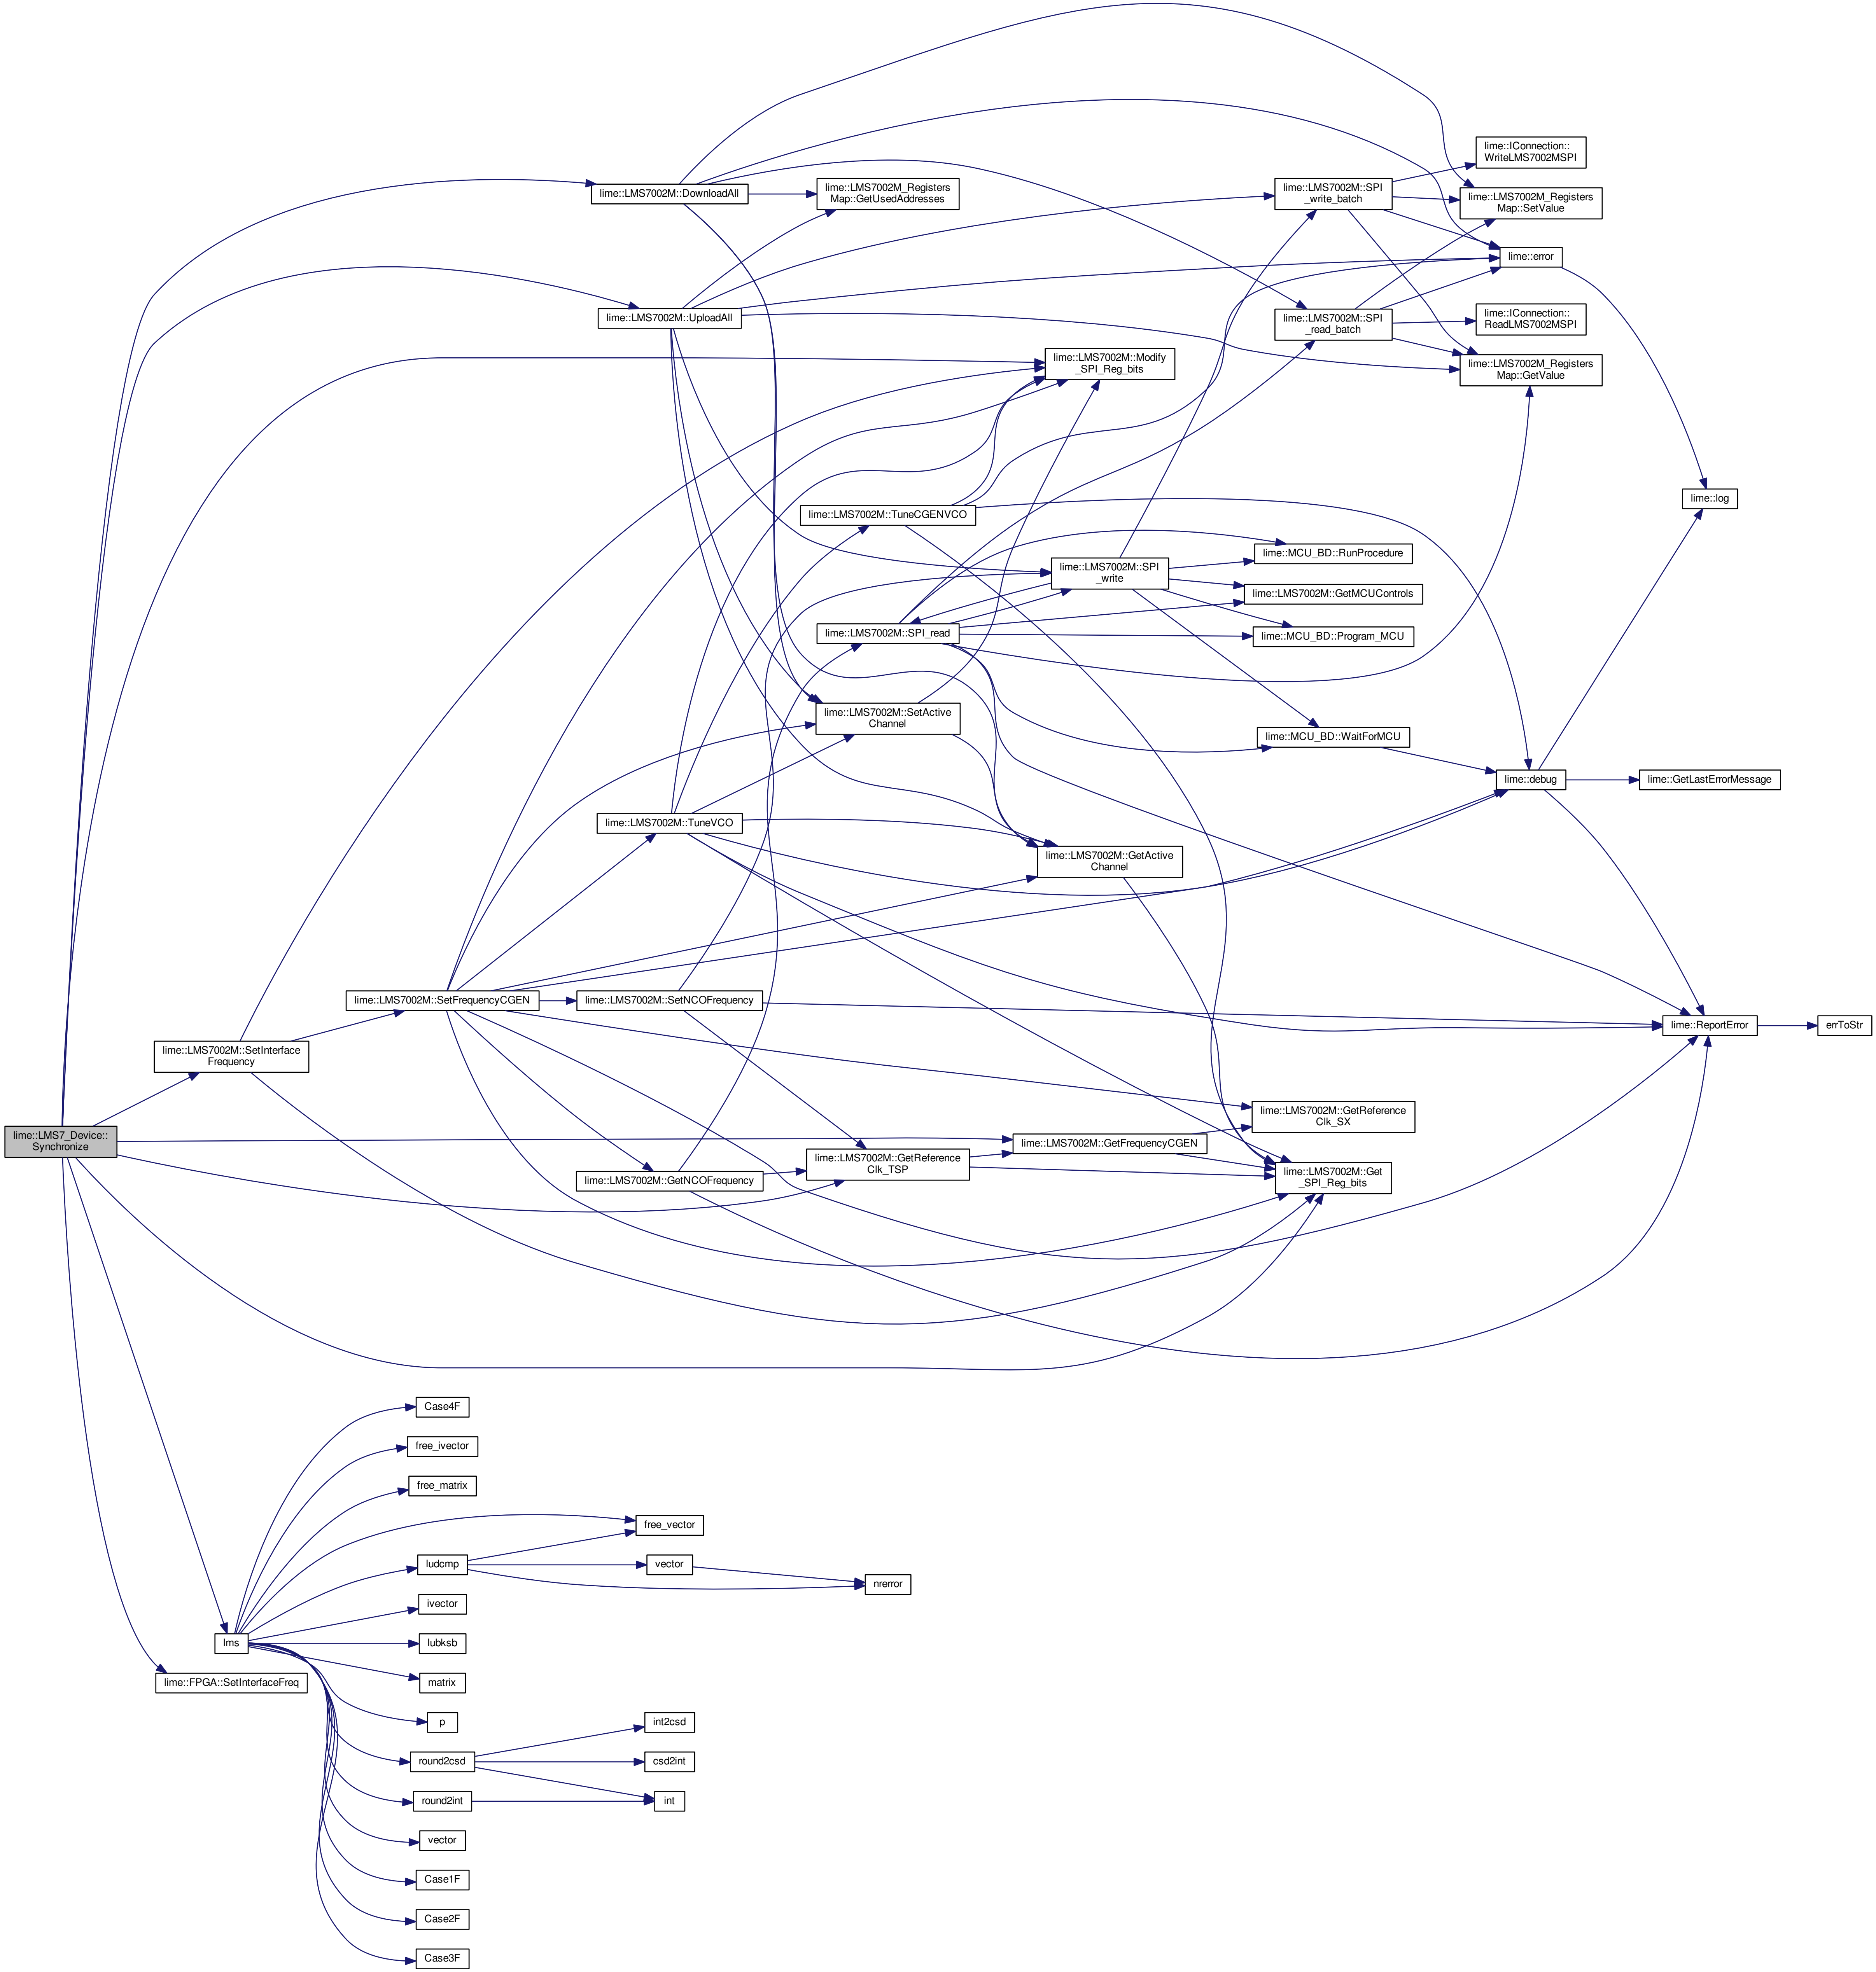 lime::IConnection::
WriteLMS7002MSPI
lime::LMS7002M::DownloadAll
lime::LMS7002M_Registers
Map::GetUsedAddresses
lime::LMS7002M::SPI
_write_batch
lime::LMS7002M_Registers
Map::SetValue
lime::error
lime::LMS7002M::UploadAll
lime::LMS7002M::SPI
_read_batch
lime::IConnection::
ReadLMS7002MSPI
lime::LMS7002M::Modify
_SPI_Reg_bits
lime::LMS7002M_Registers
Map::GetValue
lime::log
lime::LMS7002M::TuneCGENVCO
lime::MCU_BD::RunProcedure
lime::LMS7002M::SPI
_write
lime::LMS7002M::GetMCUControls
lime::LMS7002M::SPI_read
lime::MCU_BD::Program_MCU
lime::LMS7002M::SetActive
Channel
lime::MCU_BD::WaitForMCU
lime::debug
lime::GetLastErrorMessage
lime::LMS7002M::TuneVCO
lime::LMS7002M::GetActive
Channel
lime::LMS7002M::SetFrequencyCGEN
lime::LMS7002M::SetNCOFrequency
lime::ReportError
errToStr
lime::LMS7002M::SetInterface
Frequency
lime::LMS7002M::GetReference
Clk_SX
lime::LMS7_Device::
Synchronize
lime::LMS7002M::GetFrequencyCGEN
lime::LMS7002M::GetReference
Clk_TSP
lime::LMS7002M::GetNCOFrequency
lime::LMS7002M::Get
_SPI_Reg_bits
Case4F
free_ivector
free_matrix
free_vector
ludcmp
vector
nrerror
ivector
lms
lubksb
lime::FPGA::SetInterfaceFreq
matrix
p
int2csd
round2csd
csd2int
round2int
int
vector
Case1F
Case2F
Case3F